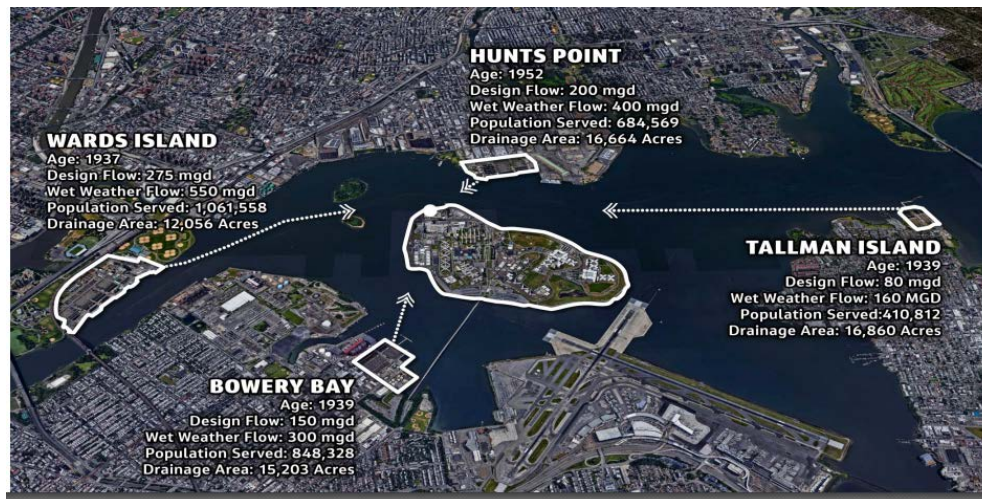 HUNTS POINT
Age: 1952
Design Flow: 200 mgd
Wet Weather Flow: 400 mgd
Population Served: 684,569
Drainage Area: 16,664 Acres
WARDS ISLAND
Age: 1937
Design Flow: 275 mgd
Wet Weather Flow: 550 mgd
Population Served: 1,061,558
Drainage Area: 12,056 Acres
TALLMAN ISLAND
Age: 1939
Design Flow: 80 mgd
Wet Weather Flow: 160 MGD
Population Served:410,812
Drainage Area: 16,860 Acres
BOWERY BAY
Age: 1939
Design Flow: 150 mgd
Wet Weather Flow: 300 mgd
Population Served: 848,328
Drainage Area: 15,203 Acres